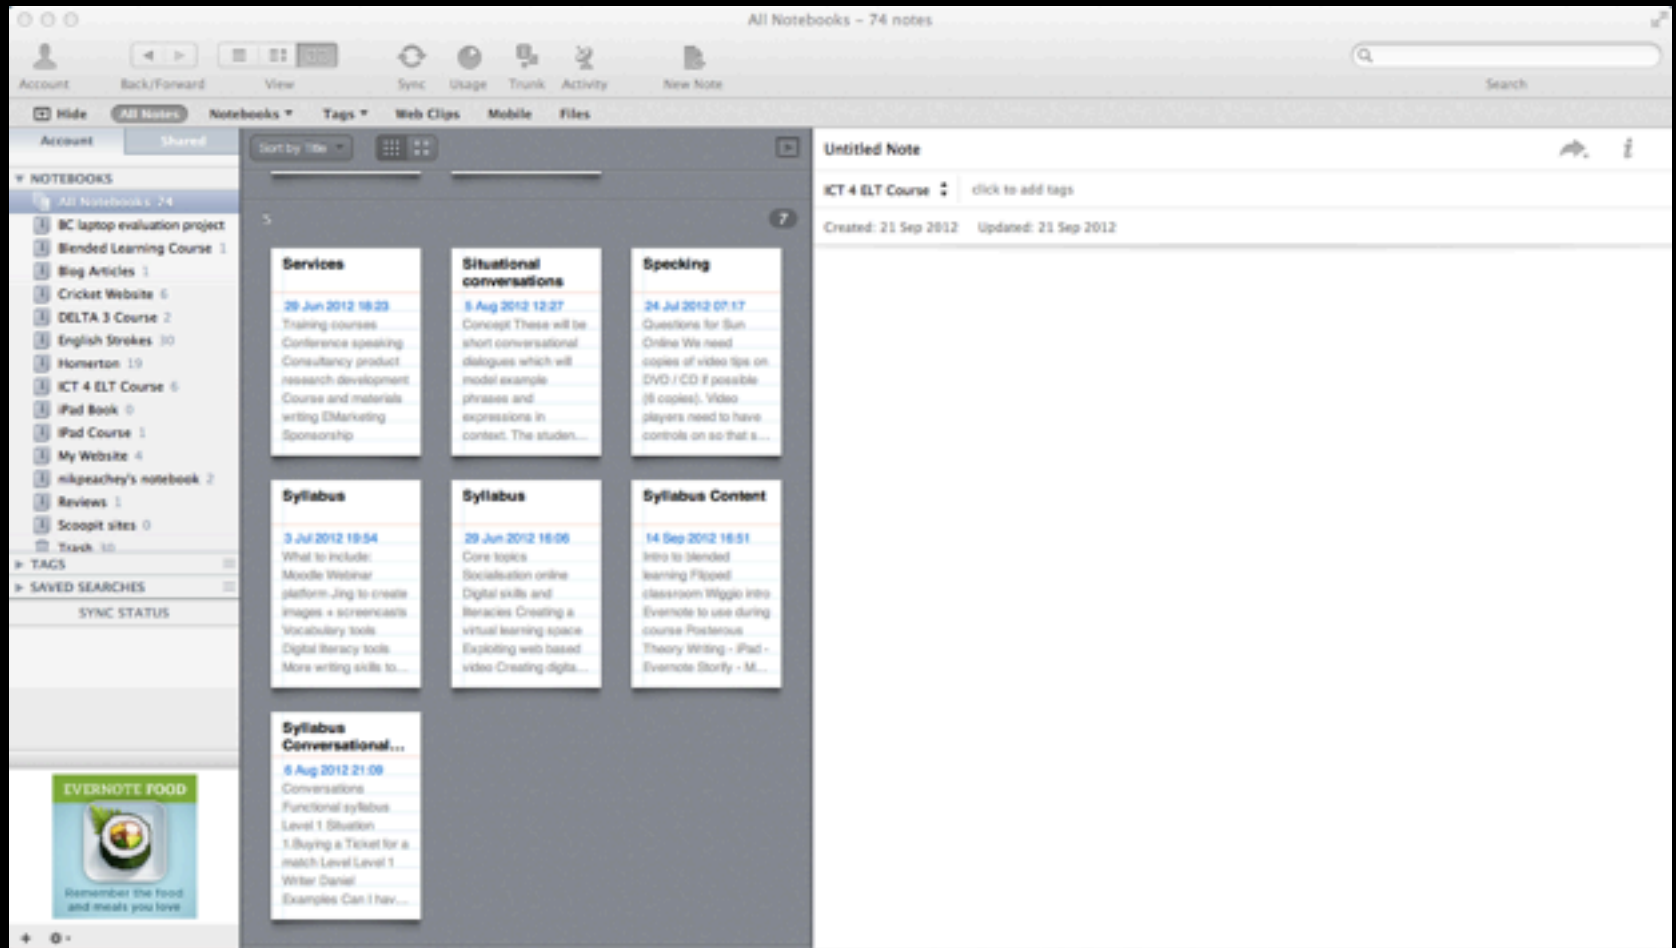 All Notebooks – 74 notes
Account
Back/Forward
View
Sync
Usage
Trunk
Activity
New Note
Search
Hide
All Notes
Notebooks
Tags
Web Clips
Mobile
Files
Account
Shared
NOTEBOOKS
All Notebooks 74
BC laptop evaluation project
Blended Learning Course 1
Blog Articles 1
Cricket Website 6
DELTA 3 Course 2
English Strokes 30
Homerton 19
ICT 4 ELT Course 6
iPad Book 0
iPad Course 1
My Website 4
nikpeachey's notebook 2
Reviews 1
Scoopit sites 0
Trash 30
TAGS
SAVED SEARCHES
SYNC STATUS
EVERNOTE FOOD
Remember the food
and meals you love
Sort by Title
S
7
Services
29 Jun 2012 18:23
Training courses
Conference speaking
Consultancy product
research development
Course and materials
writing EMarketing
Sponsorship
Situational
conversations
5 Aug 2012 12:27
Concept These will be
short conversational
dialogues which will
model example
phrases and
expressions in
context. The studen...
Specking
24 Jul 2012 07:17
Questions for Sun
Online We need
copies of video tips on
DVD / CD if possible
(6 copies). Video
players need to have
controls on so that s...
Syllabus
3 Jul 2012 19:54
What to include:
Moodle Webinar
platform Jing to create
images + screencasts
Vocabulary tools
Digital literacy tools
More writing skills to...
Syllabus
29 Jun 2012 16:06
Core topics
Socialisation online
Digital skills and
literacies Creating a
virtual learning space
Exploiting web based
video Creating digita...
Syllabus Content
14 Sep 2012 16:51
Intro to blended
learning Flipped
classroom Wiggio intro
Evernote to use during
course Posterous
Theory Writing - iPad -
Evernote Storify - M...
Syllabus
Conversational...
6 Aug 2012 21:09
Conversations
Functional syllabus
Level 1 Situation
1.Buying a Ticket for a
match Level Level 1
Writer Daniel
Examples Can I hav...
Untitled Note
ICT 4 ELT Course
click to add tags
Created: 21 Sep 2012
Updated: 21 Sep 2012